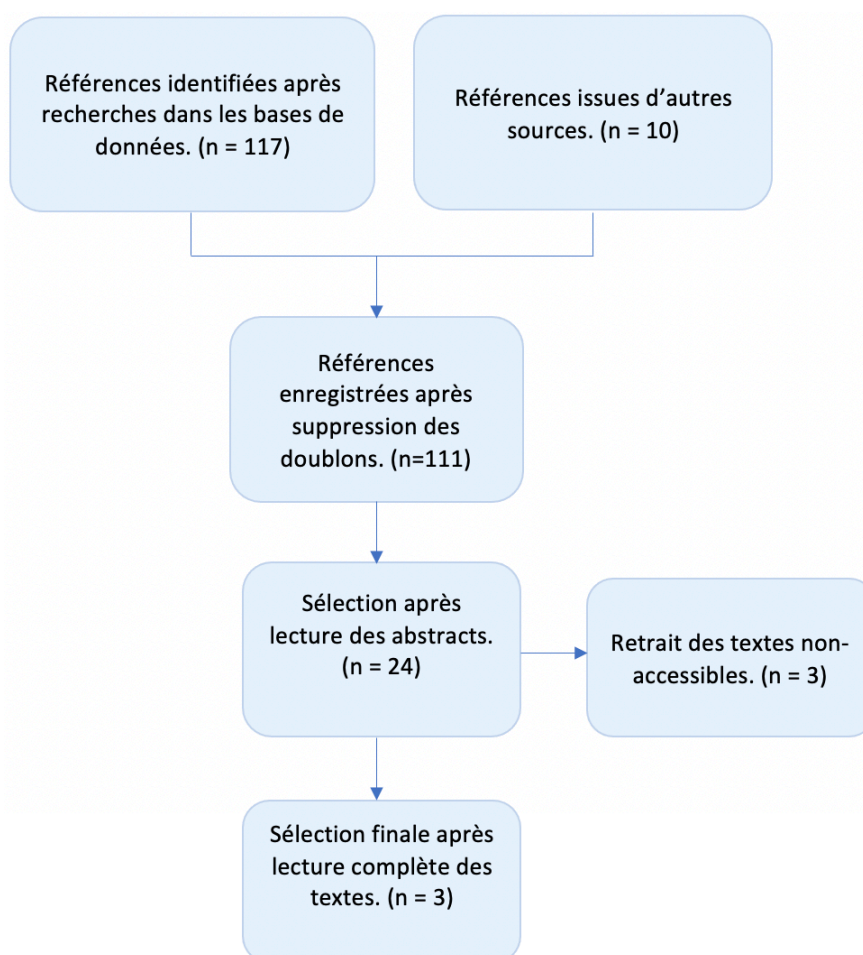 Références identifiées après
recherches dans les bases de
données. (n = 117)
Références issues d’autres
sources. (n = 10)
Références
enregistrées après
suppression des
doublons. (n=111)
Sélection après
lecture des abstracts.
(n = 24)
Retrait des textes non-
accessibles. (n = 3)
Sélection finale après
lecture complète des
textes. (n = 3)